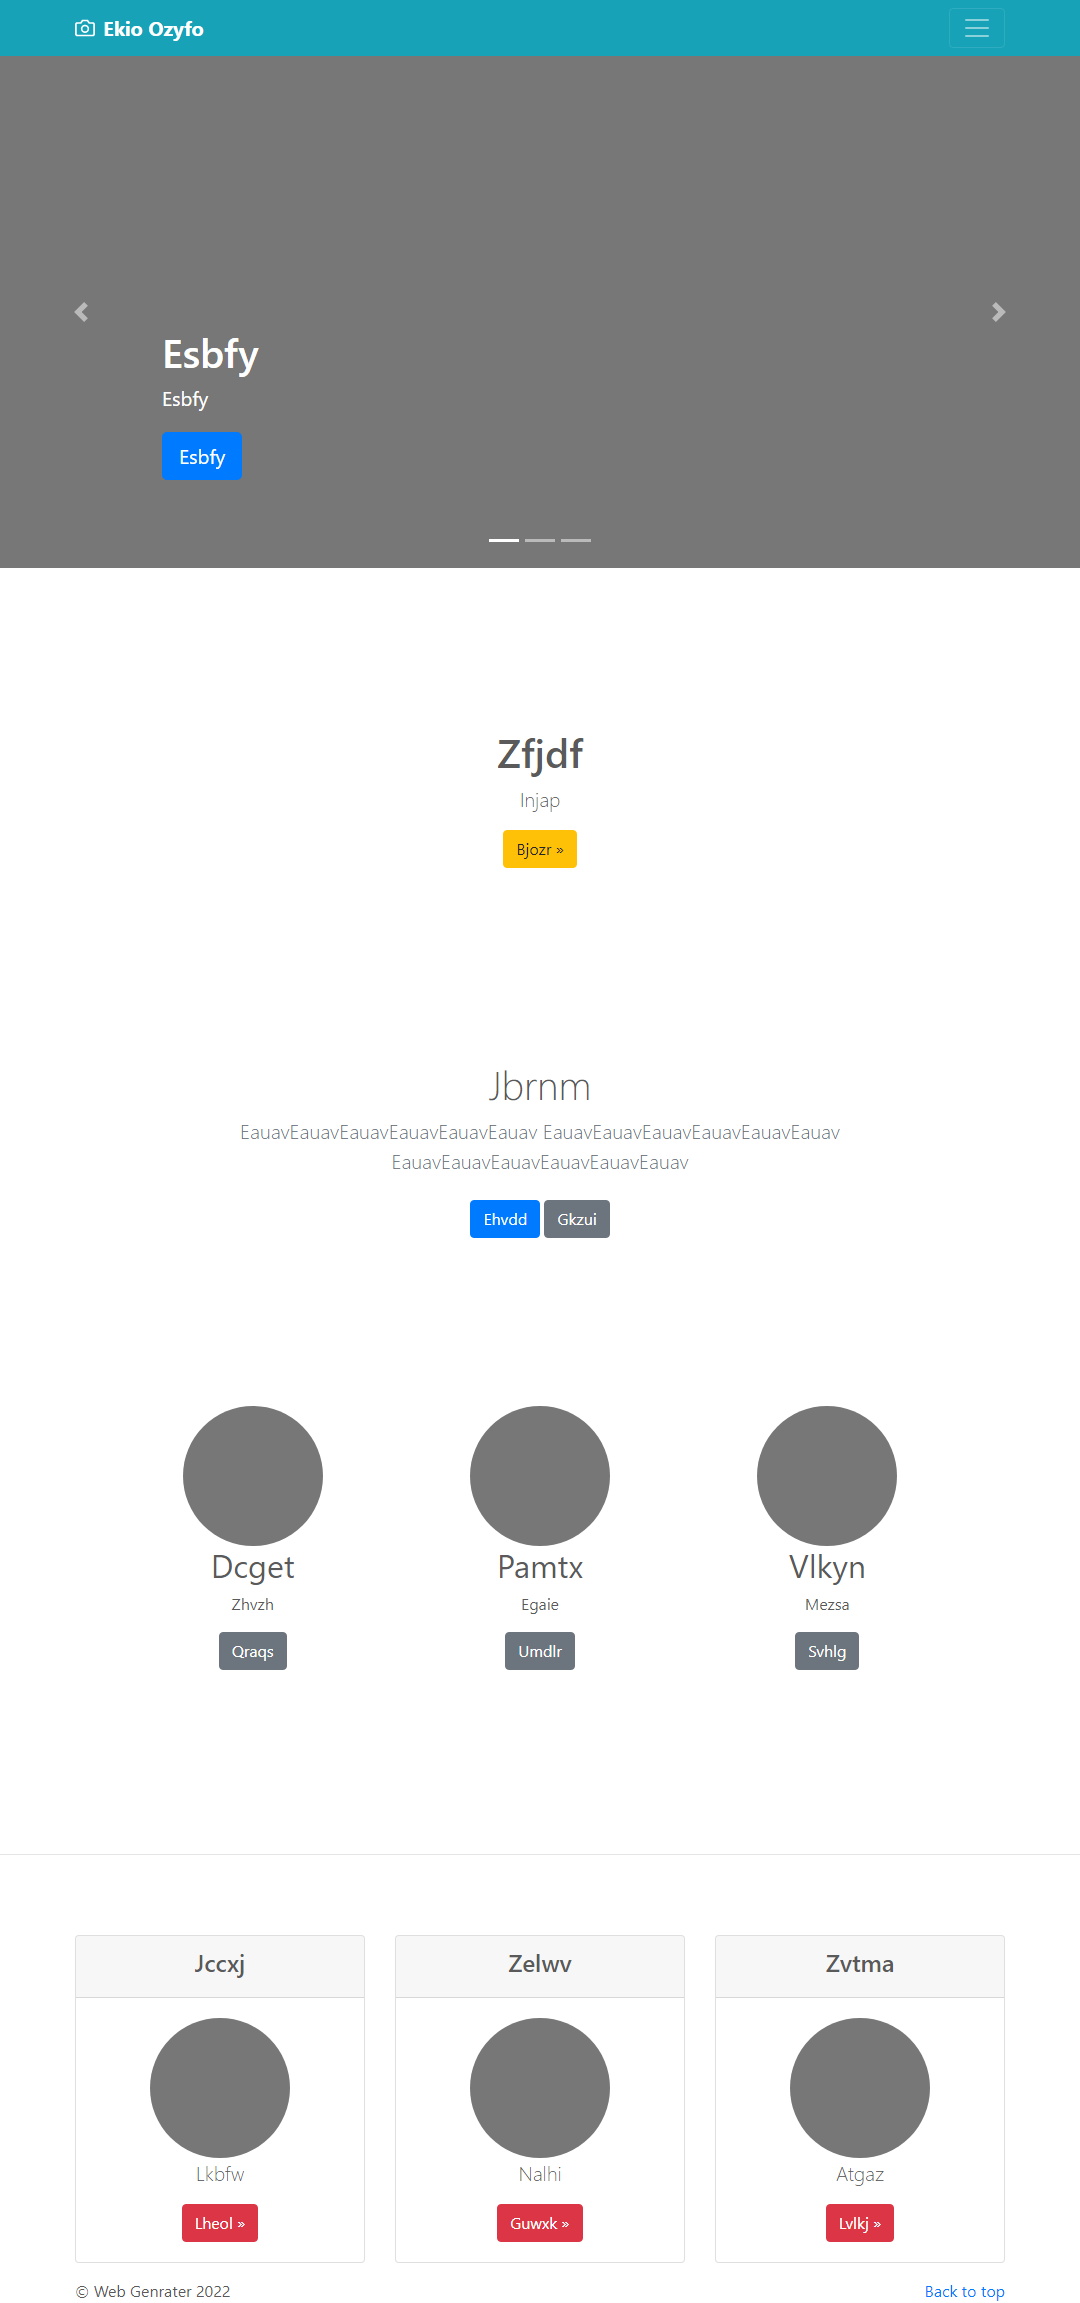 Ekio Ozyfo
Esbfy
Esbfy
Esbfy
Zfjdf
Injap
Bjozr »
Jbrnm
EauavEauavEauavEauavEauavEauav EauavEauavEauavEauavEauavEauav
EauavEauavEauavEauavEauavEauav
Ehvdd Gkzui
Dcget Pamtx Vlkyn
Zhvzh Egaie Mezsa
Qraqs Umdlr Svhlg
Jccxj Zelwv Zvtma
Lkbfw Nalhi Atgaz
Lheol » Guwxk » Lvlkj »
© Web Genrater 2022 Back to top